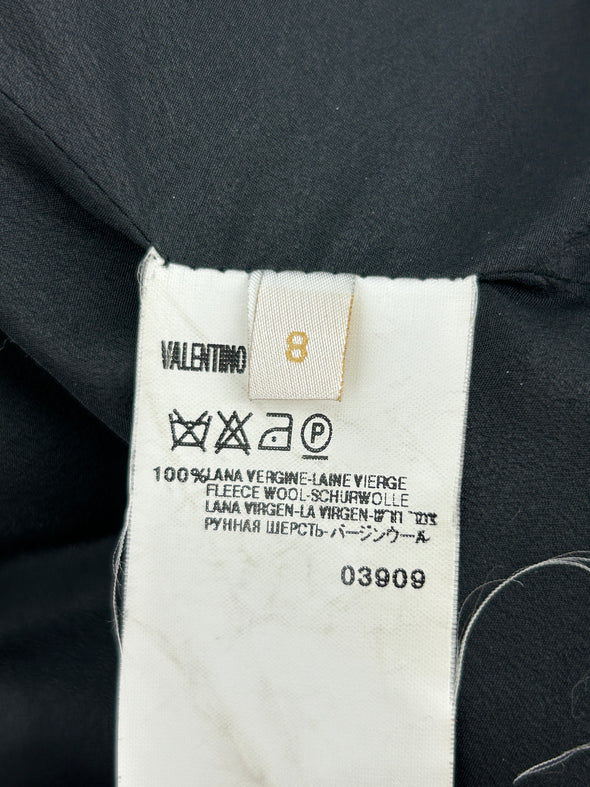 VALENTINO
8
P
100% LANA VERGINE-LAINE VIERGE
FLEECE WOOL-SCHURWOLLE
LANA VIRGEN-LA VIRGEN-
РУННАЯ ШЕРСТЬ-バージンウール
03909